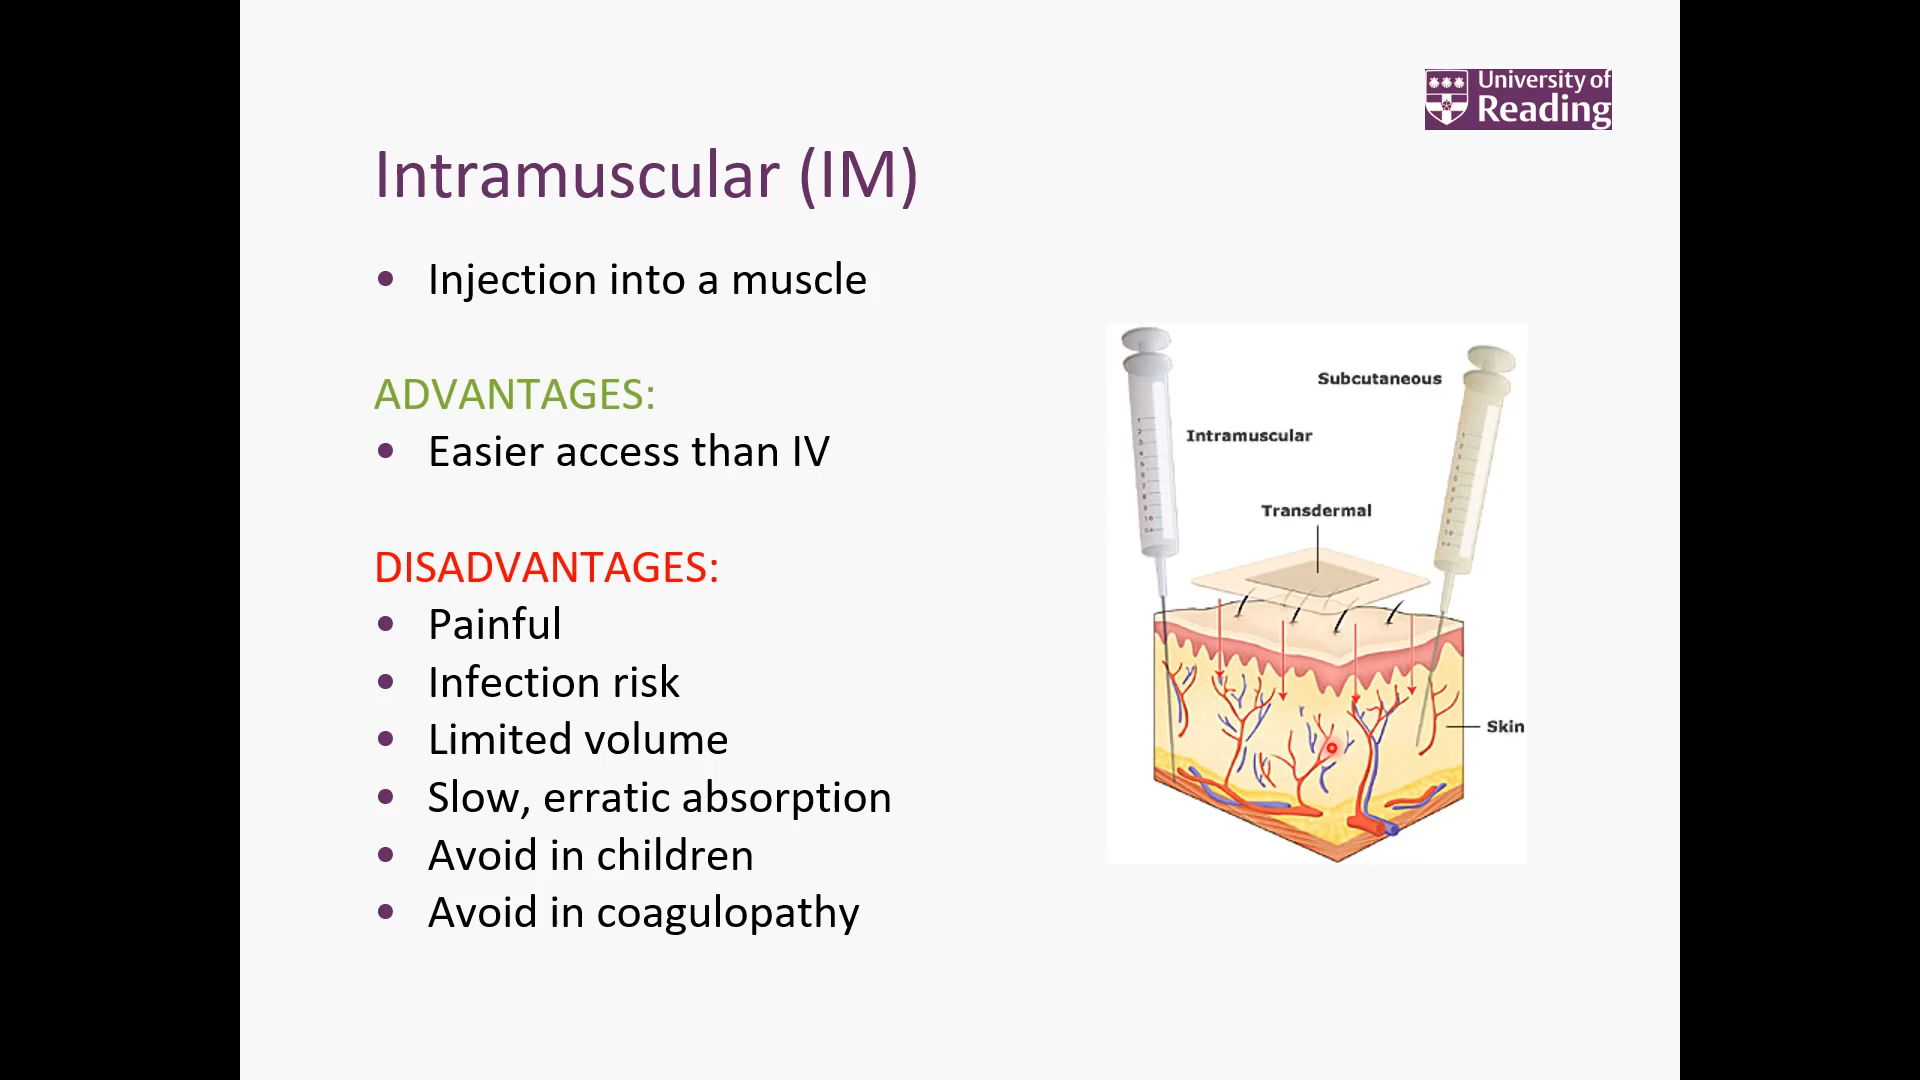 University of
Reading
Intramuscular (IM)
• Injection into a muscle
ADVANTAGES:
• Easier access than IV
DISADVANTAGES:
• Painful
• Infection risk
• Limited volume
• Slow, erratic absorption
• Avoid in children
• Avoid in coagulopathy
Subcutaneous
Intramuscular
Transdermal
Skin